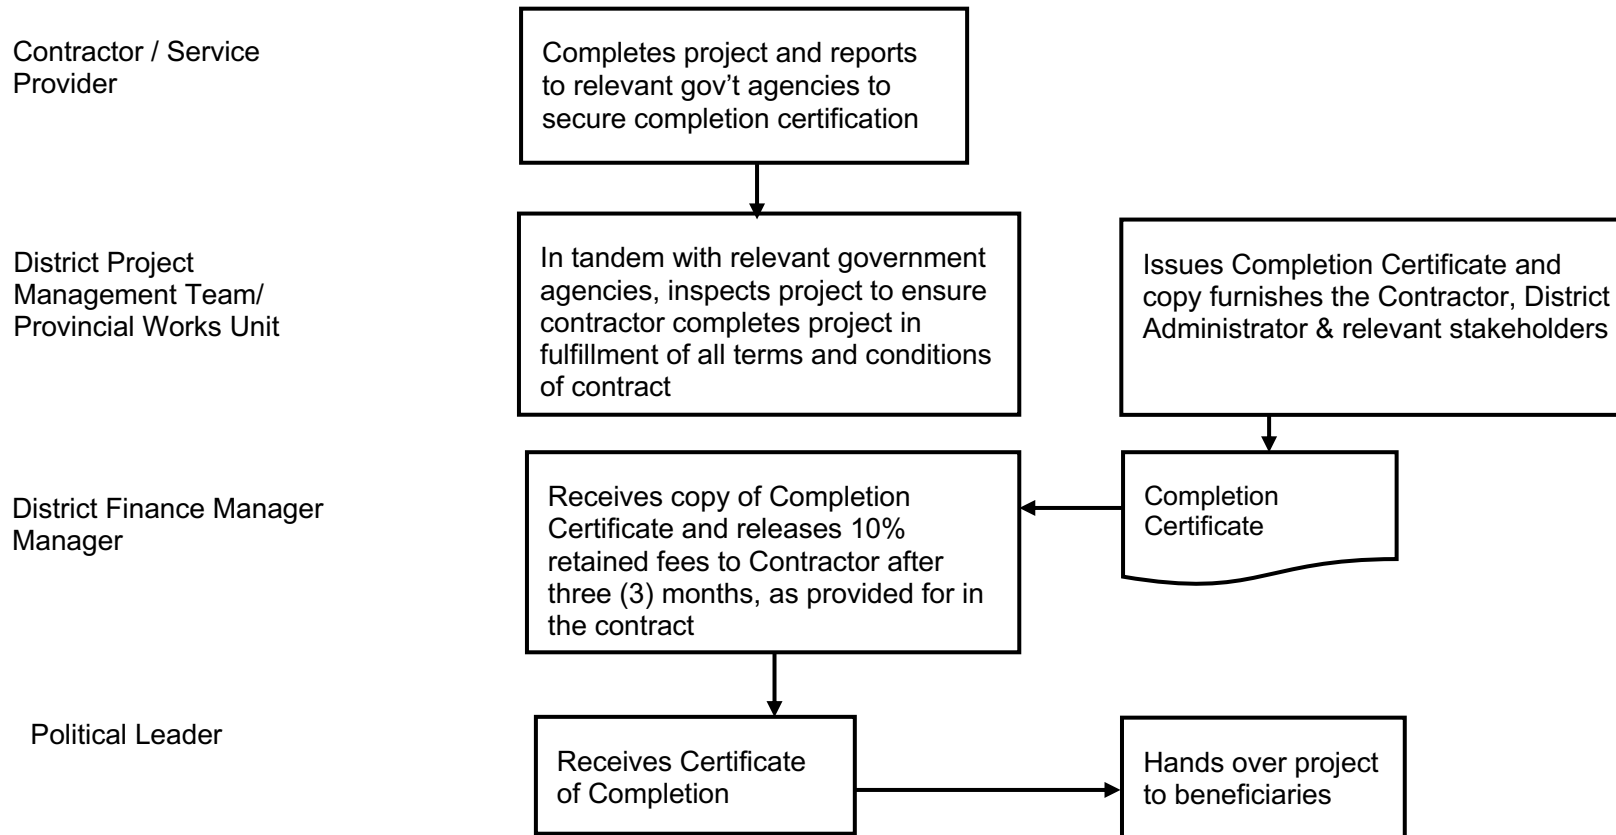 Contractor / Service
Provider
Completes project and reports
to relevant gov’t agencies to
secure completion certification
District Project
Management Team/
Provincial Works Unit
In tandem with relevant government
agencies, inspects project to ensure
contractor completes project in
fulfillment of all terms and conditions
of contract
Issues Completion Certificate and
copy furnishes the Contractor, District
Administrator & relevant stakeholders
District Finance Manager
Manager
Receives copy of Completion
Certificate and releases 10%
retained fees to Contractor after
three (3) months, as provided for in
the contract
Completion
Certificate
Political Leader
Receives Certificate
of Completion
Hands over project
to beneficiaries